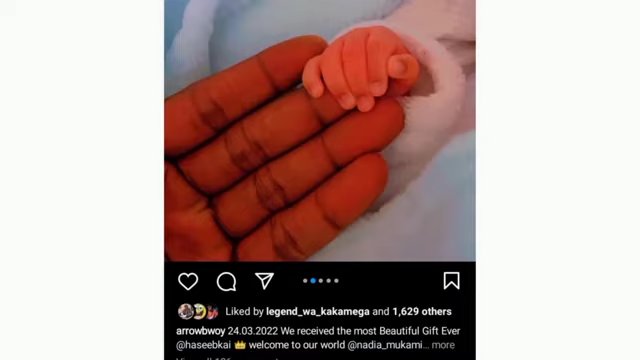 Liked by legend_wa_kakamega and 1,629 others
arrowbwoy 24.03.2022 We received the most Beautiful Gift Ever
@haseebkai 👑 welcome to our world @nadia_mukami... more